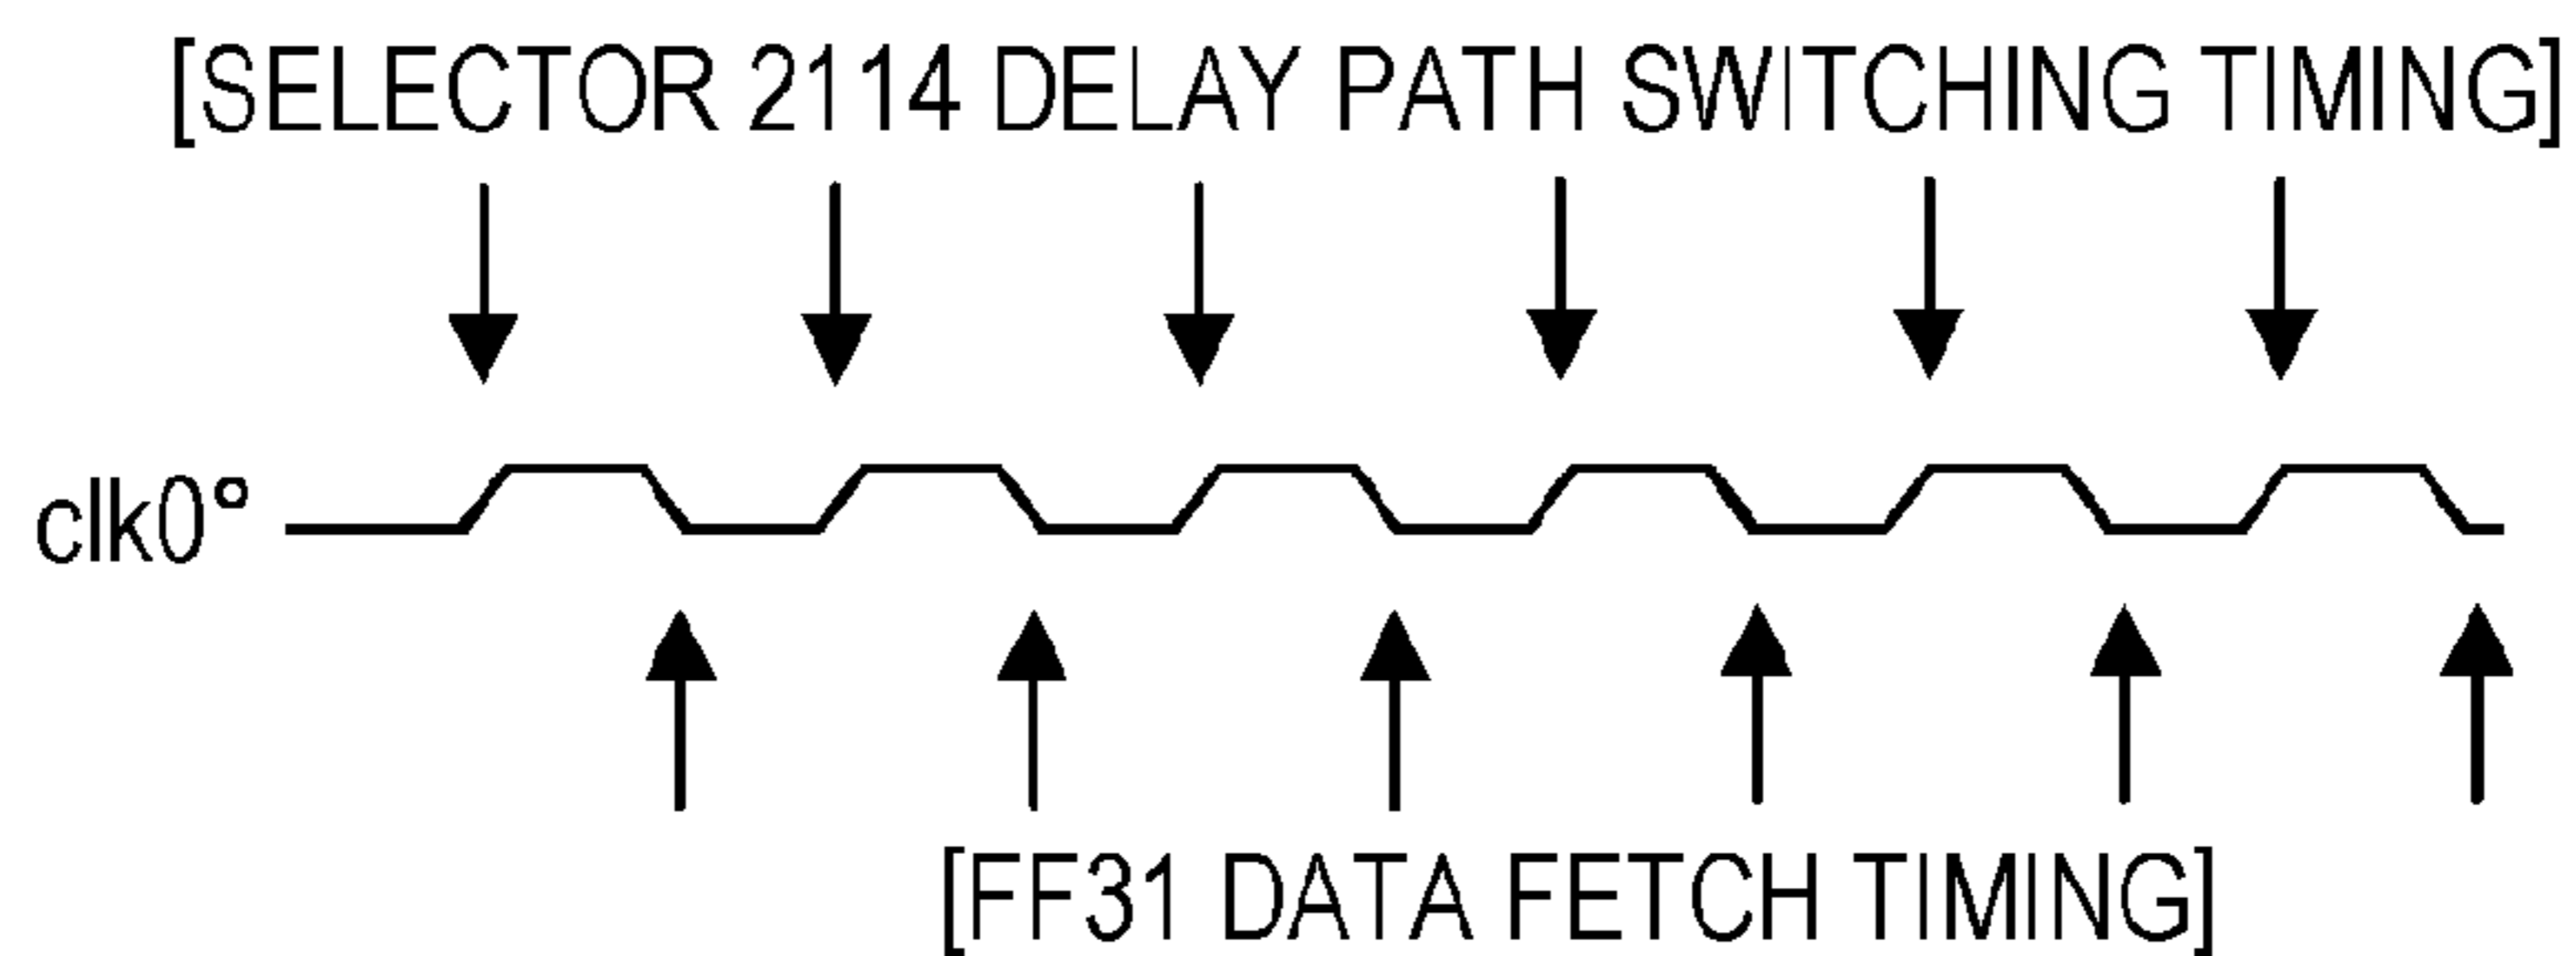 [SELECTOR 2114 DELAY PATH SWITCHING TIMING]
clk0°
[FF31 DATA FETCH TIMING]